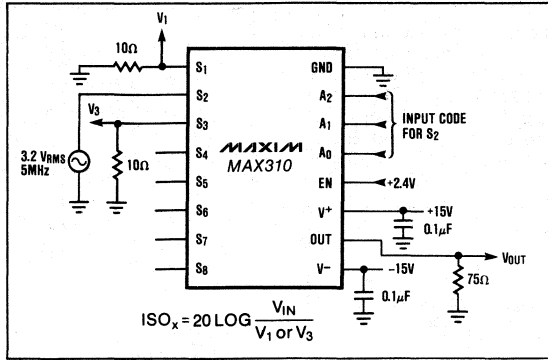 V₁
10Ω
S₁
GND
S₂
A₂
V₃
S₃
A₁
INPUT CODE
FOR S₂
MAXIM
MAX310
S₄
A₀
3.2 VRMS
5MHz
10Ω
S₅
EN
+2.4V
S₆
V⁺
+15V
0.1µF
S₇
OUT
VOUT
S₈
V−
−15V
0.1µF
75Ω
ISOₓ = 20 LOG VIN
V₁ or V₃